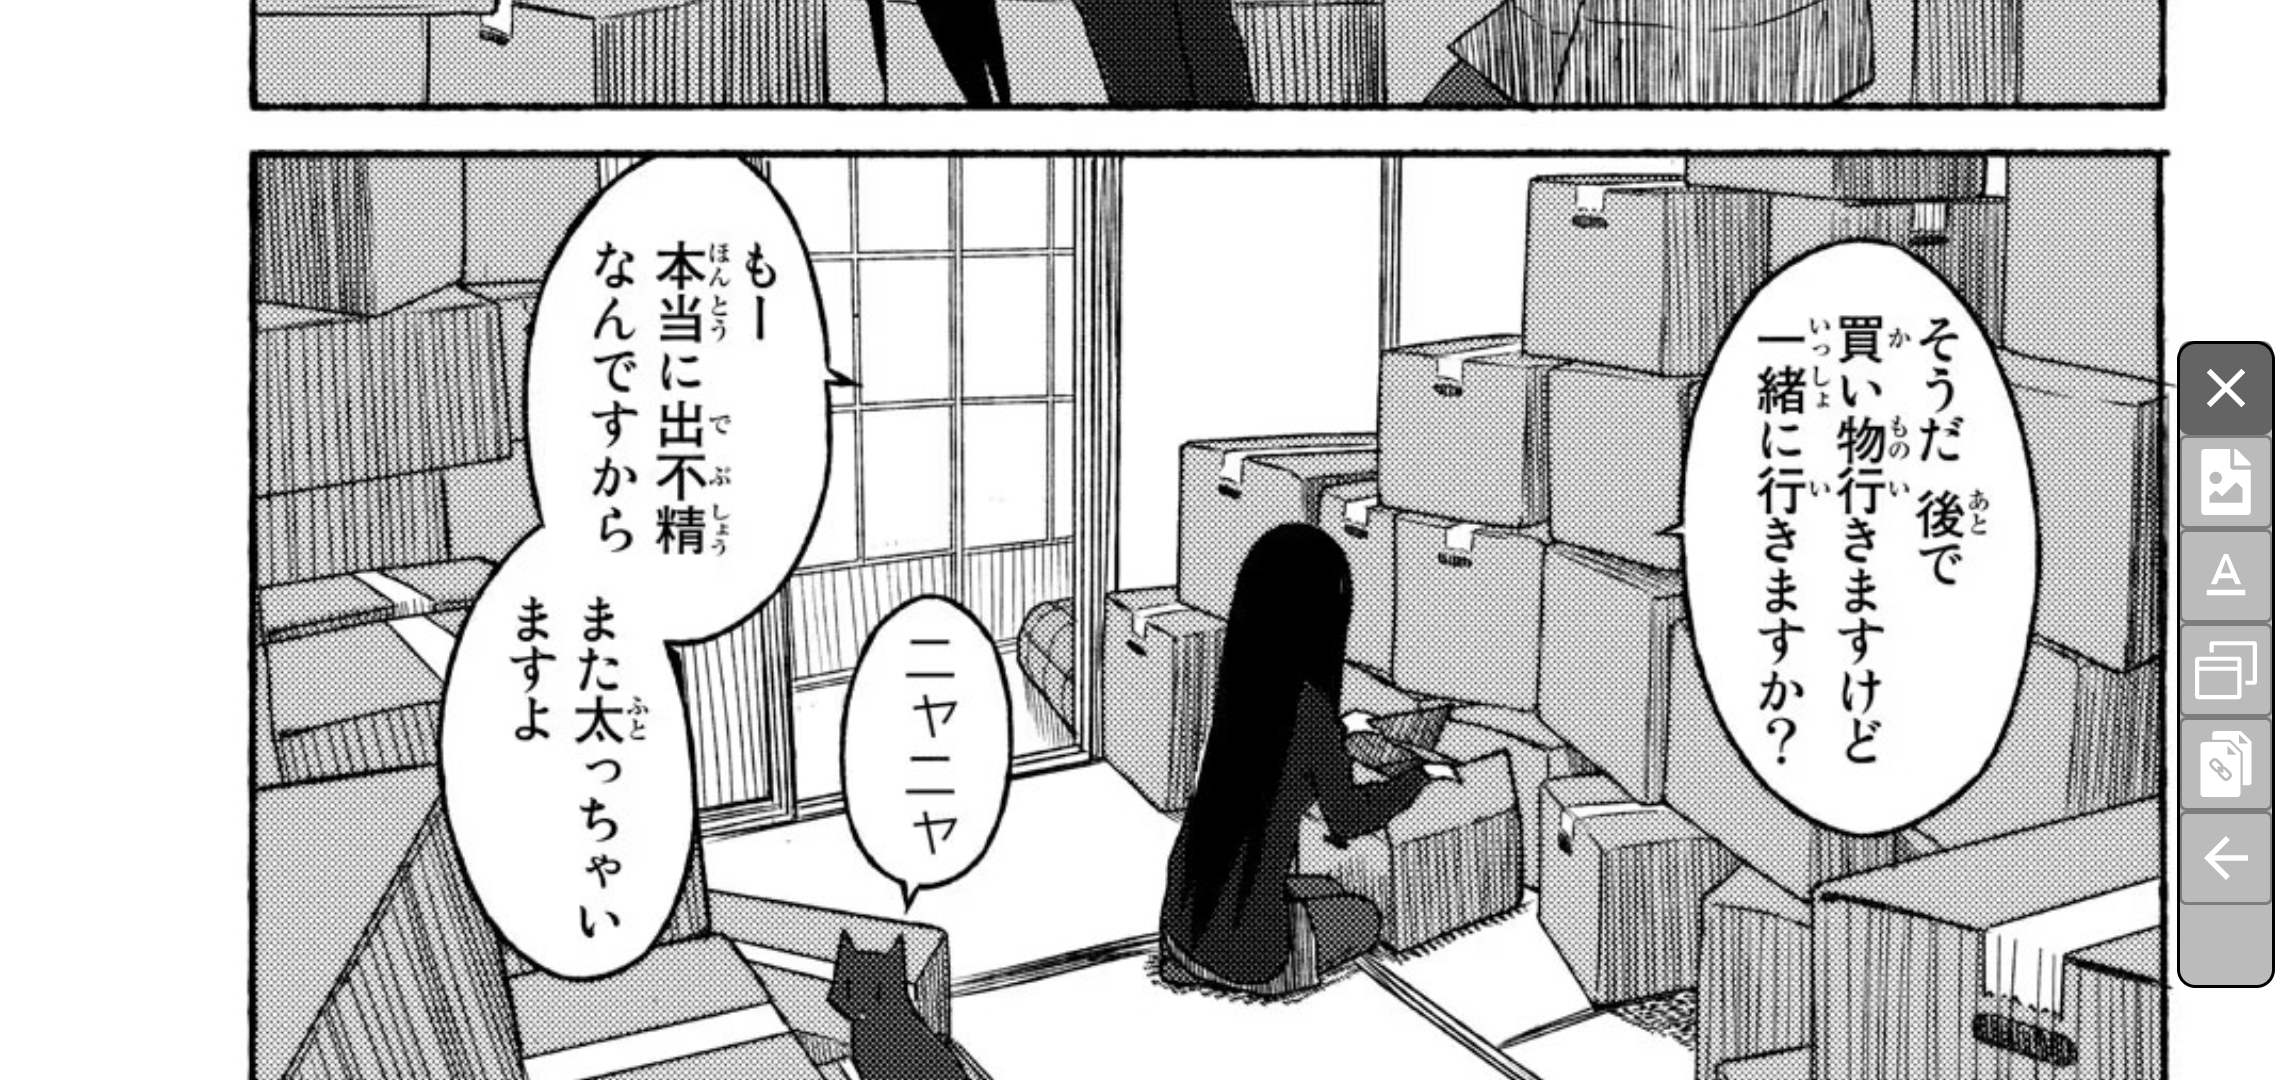 そうだ 後で
買い物行きますけど
一緒に行きますか？
ニャニャ
もー
本当に出不精
なんですから
また太っちゃい
ますよ